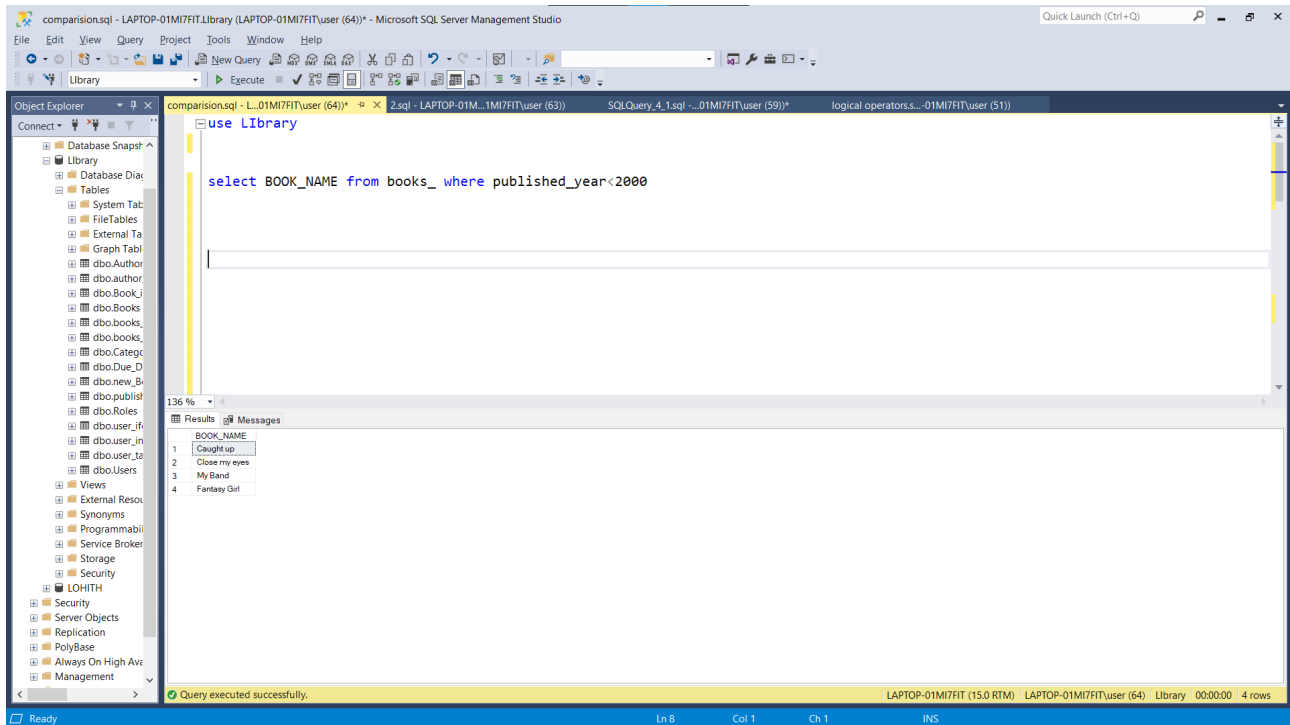 comparision.sql - LAPTOP-01MI7FIT.LIbrary (LAPTOP-01MI7FIT\user (64))* - Microsoft SQL Server Management Studio
Quick Launch (Ctrl+Q)
File Edit View Query Project Tools Window Help
New Query
LIbrary
Execute
Object Explorer
comparision.sql - L...01MI7FIT\user (64))*
2.sql - LAPTOP-01M...1MI7FIT\user (63))
SQLQuery_4_1.sql -...01MI7FIT\user (59))*
logical operators.s...-01MI7FIT\user (51))
Connect
Database Snapsh
LIbrary
Database Diag
Tables
System Tab
FileTables
External Ta
Graph Tabl
dbo.Author
dbo.author_
dbo.Book_i
dbo.Books
dbo.books_
dbo.books_
dbo.Catego
dbo.Due_D
dbo.new_B
dbo.publish
dbo.Roles
dbo.user_if
dbo.user_in
dbo.user_ta
dbo.Users
Views
External Resou
Synonyms
Programmabil
Service Broker
Storage
Security
LOHITH
Security
Server Objects
Replication
PolyBase
Always On High Ava
Management
use LIbrary
select BOOK_NAME from books_ where published_year<2000
136 %
Results Messages
BOOK_NAME
1 Caught up
2 Close my eyes
3 My Band
4 Fantasy Girl
Query executed successfully.
LAPTOP-01MI7FIT (15.0 RTM) LAPTOP-01MI7FIT\user (64) LIbrary 00:00:00 4 rows
Ready
Ln 8 Col 1 Ch 1 INS